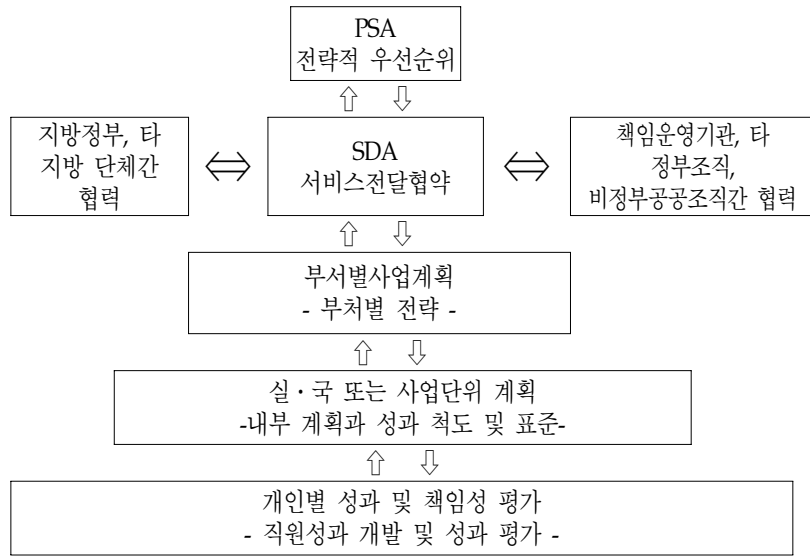 PSA
전략적 우선순위
지방정부, 타
지방 단체간
협력
SDA
서비스전달협약
책임운영기관, 타
정부조직,
비정부공공조직간 협력
부서별사업계획
- 부처별 전략 -
실·국 또는 사업단위 계획
-내부 계획과 성과 척도 및 표준-
개인별 성과 및 책임성 평가
- 직원성과 개발 및 성과 평가 -